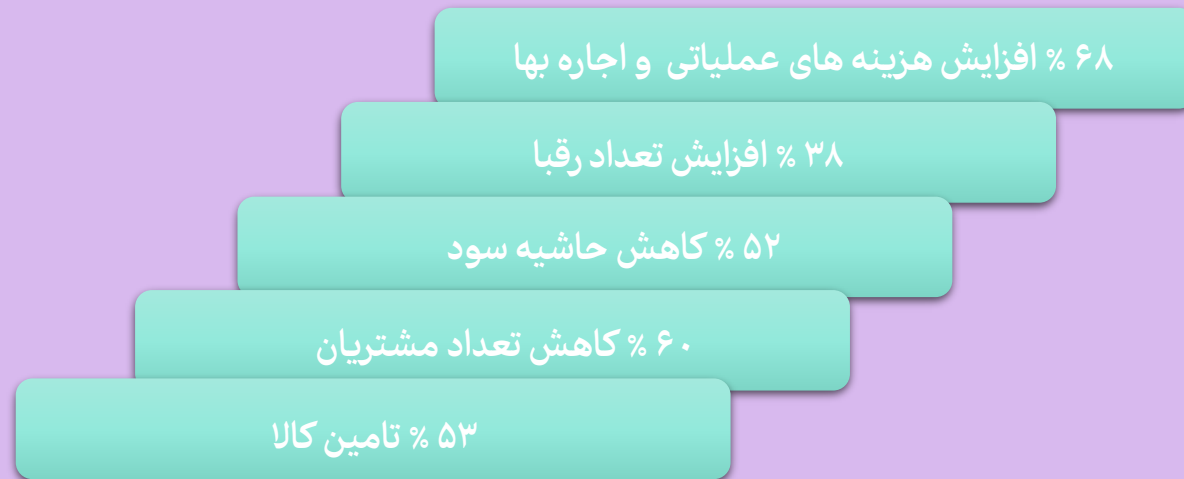 ۶۸ % افزایش هزینه های عملیاتی و اجاره بها
۳۸ % افزایش تعداد رقبا
۵۲ % کاهش حاشیه سود
۶۰ % کاهش تعداد مشتریان
۵۳ % تامین کالا